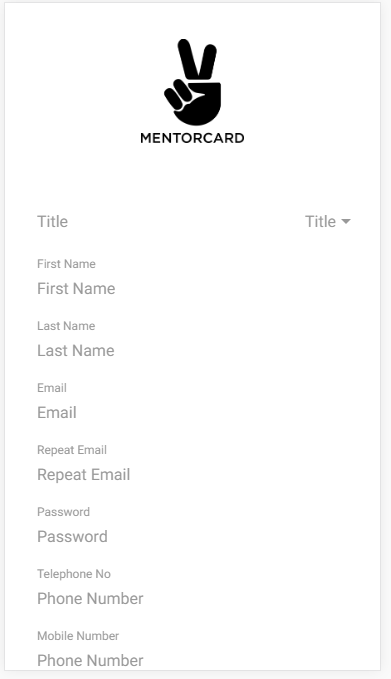 MENTORCARD
Title Title
First Name
First Name
Last Name
Last Name
Email
Email
Repeat Email
Repeat Email
Password
Password
Telephone No
Phone Number
Mobile Number
Phone Number